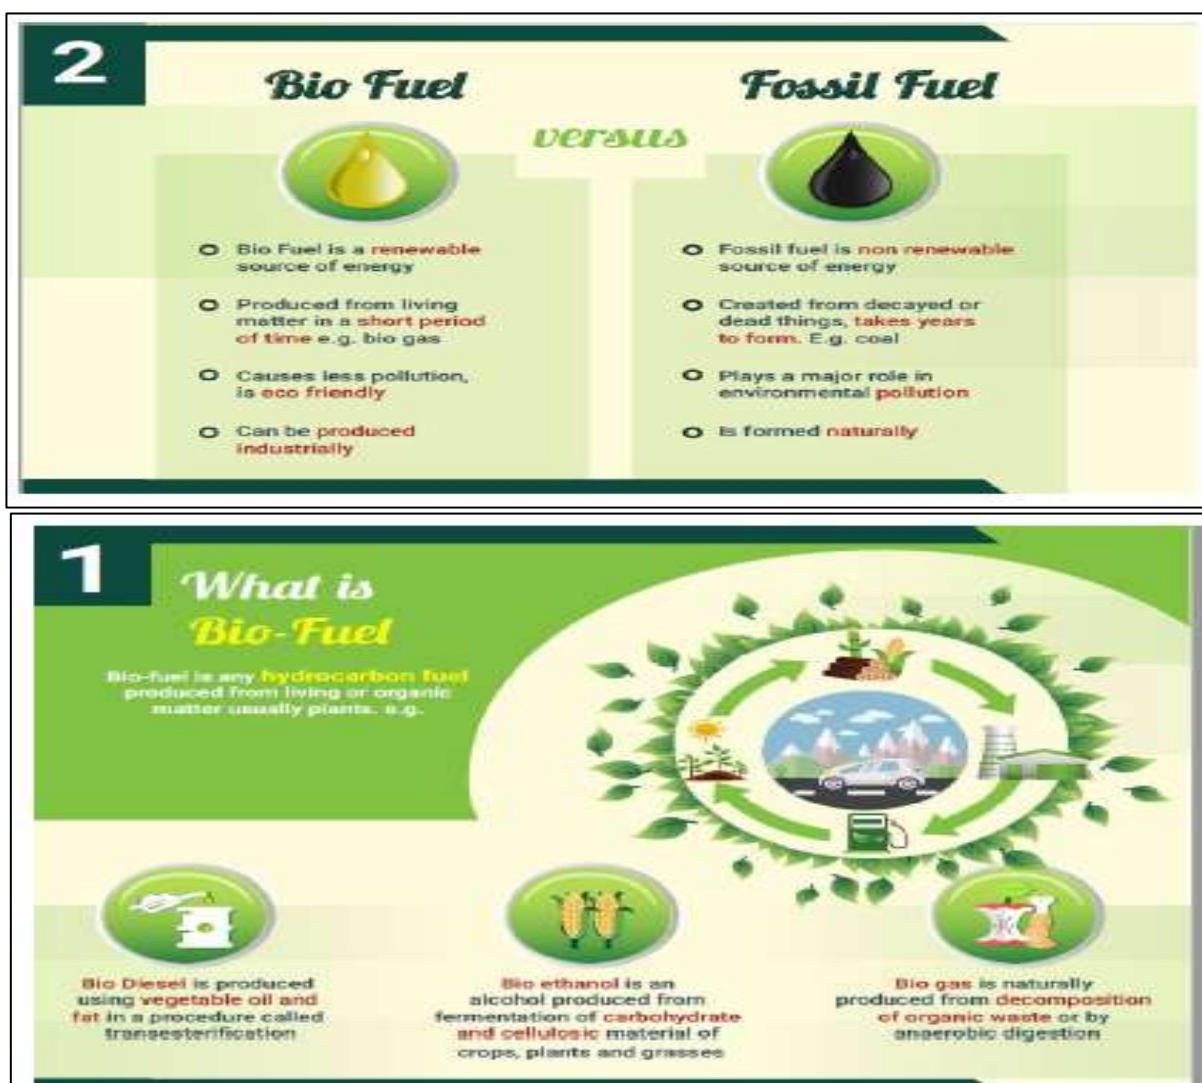 2
Bio Fuel
versus
Fossil Fuel
Bio Fuel is a renewable
source of energy
Produced from living
matter in a short period
of time e.g. bio gas
Causes less pollution,
is eco friendly
Can be produced
industrially
Fossil fuel is non renewable
source of energy
Created from decayed or
dead things, takes years
to form. E.g. coal
Plays a major role in
environmental pollution
Is formed naturally
1
What is
Bio-Fuel
Bio-fuel is any hydrocarbon fuel
produced from living or organic
matter usually plants. e.g.
Bio Diesel is produced
using vegetable oil and
fat in a procedure called
transesterification
Bio ethanol is an
alcohol produced from
fermentation of carbohydrate
and cellulosic material of
crops, plants and grasses
Bio gas is naturally
produced from decomposition
of organic waste or by
anaerobic digestion